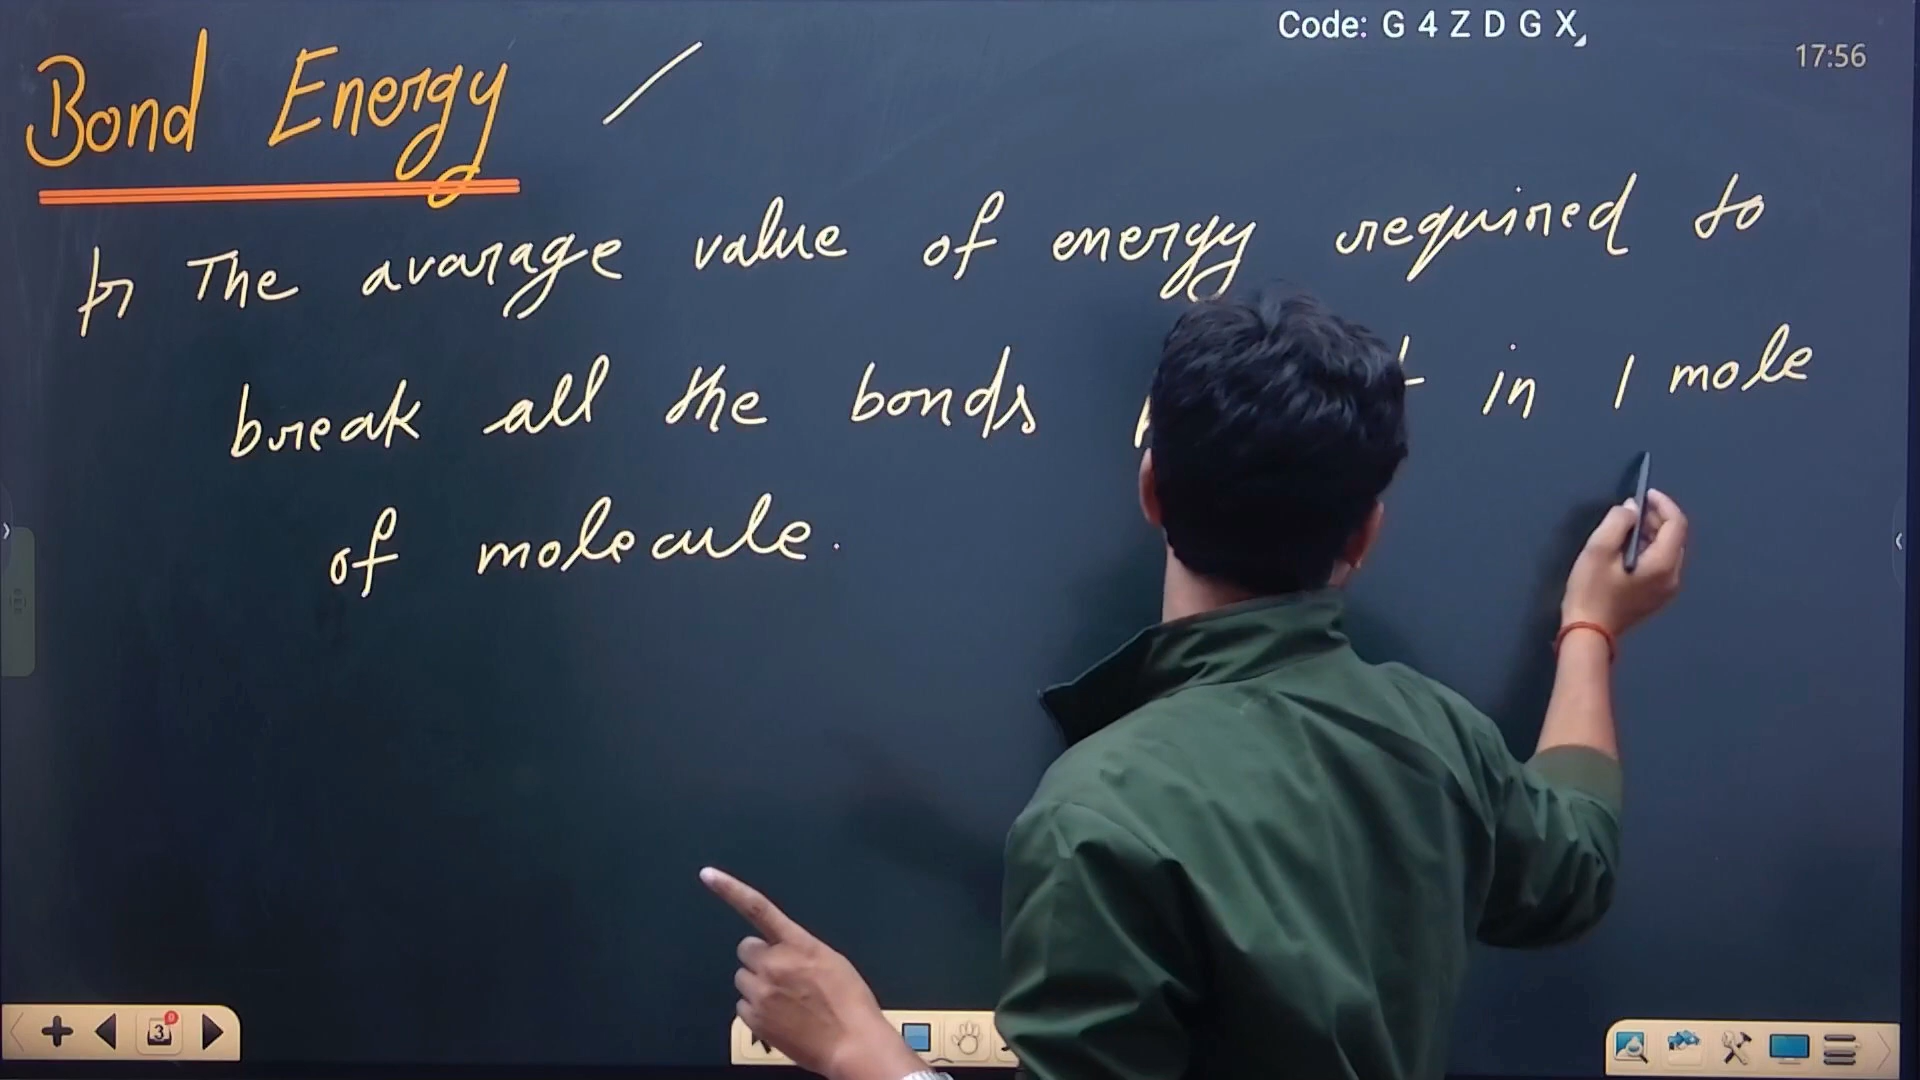 Code: G 4 Z D G X
17:56
Bond Energy
The avarage value of energy required to
break all the bonds in 1 mole
of molecule.
3